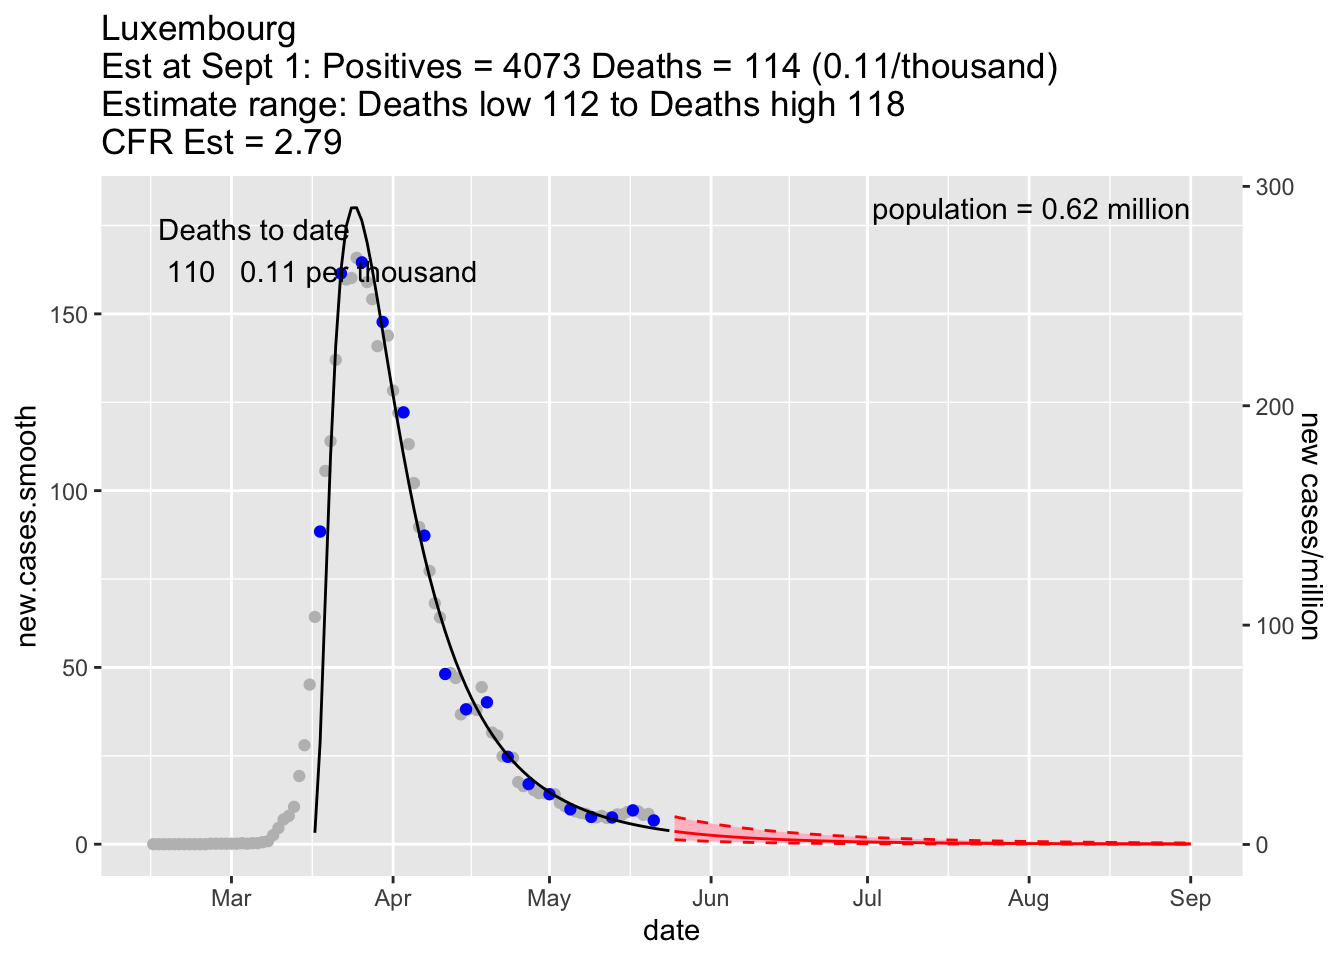 Luxembourg
Est at Sept 1: Positives = 4073 Deaths = 114 (0.11/thousand)
Estimate range: Deaths low 112 to Deaths high 118
CFR Est = 2.79
300
population = 0.62 million
Deaths to date
110 0.11 per thousand
150
200
100
new.cases.smooth
new cases/million
100
50
0
0
Mar Apr May Jun Jul Aug Sep
date